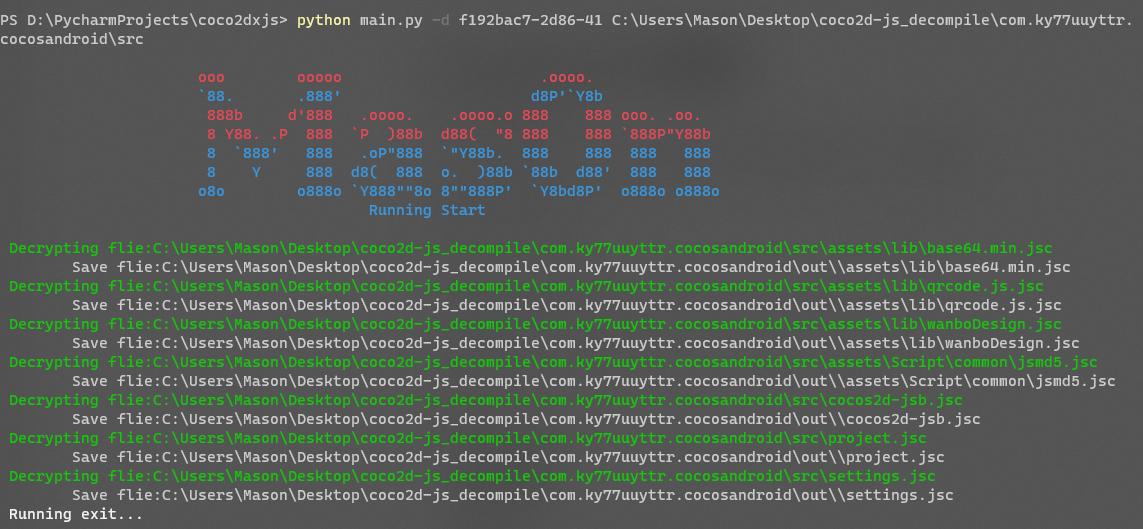 PS D:\PycharmProjects\coco2dxjs> python main.py -d f192bac7-2d86-41 C:\Users\Mason\Desktop\coco2d-js_decompile\com.ky77uuyttr.
cocosandroid\src
ooo        ooooo                      .oooo.
`88.       .888'                     d8P'`Y8b
 888b     d'888   .oooo.   .oooo.o 888    888 ooo. .oo.
 8 Y88. .P  888  `P  )88b  d88(  "8 888    888 `888P"Y88b
 8  `888'   888   .oP"888  `"Y88b.  888    888  888   888
 8    Y     888  d8(  888  o.  )88b `88b  d88'  888   888
o8o        o888o `Y888""8o 8""888P'  `Y8bd8P'  o888o o888o
Running Start
Decrypting flie:C:\Users\Mason\Desktop\coco2d-js_decompile\com.ky77uuyttr.cocosandroid\src\assets\lib\base64.min.jsc
Save flie:C:\Users\Mason\Desktop\coco2d-js_decompile\com.ky77uuyttr.cocosandroid\out\\assets\lib\base64.min.jsc
Decrypting flie:C:\Users\Mason\Desktop\coco2d-js_decompile\com.ky77uuyttr.cocosandroid\src\assets\lib\qrcode.js.jsc
Save flie:C:\Users\Mason\Desktop\coco2d-js_decompile\com.ky77uuyttr.cocosandroid\out\\assets\lib\qrcode.js.jsc
Decrypting flie:C:\Users\Mason\Desktop\coco2d-js_decompile\com.ky77uuyttr.cocosandroid\src\assets\lib\wanboDesign.jsc
Save flie:C:\Users\Mason\Desktop\coco2d-js_decompile\com.ky77uuyttr.cocosandroid\out\\assets\lib\wanboDesign.jsc
Decrypting flie:C:\Users\Mason\Desktop\coco2d-js_decompile\com.ky77uuyttr.cocosandroid\src\assets\Script\common\jsmd5.jsc
Save flie:C:\Users\Mason\Desktop\coco2d-js_decompile\com.ky77uuyttr.cocosandroid\out\\assets\Script\common\jsmd5.jsc
Decrypting flie:C:\Users\Mason\Desktop\coco2d-js_decompile\com.ky77uuyttr.cocosandroid\src\cocos2d-jsb.jsc
Save flie:C:\Users\Mason\Desktop\coco2d-js_decompile\com.ky77uuyttr.cocosandroid\out\\cocos2d-jsb.jsc
Decrypting flie:C:\Users\Mason\Desktop\coco2d-js_decompile\com.ky77uuyttr.cocosandroid\src\project.jsc
Save flie:C:\Users\Mason\Desktop\coco2d-js_decompile\com.ky77uuyttr.cocosandroid\out\\project.jsc
Decrypting flie:C:\Users\Mason\Desktop\coco2d-js_decompile\com.ky77uuyttr.cocosandroid\src\settings.jsc
Save flie:C:\Users\Mason\Desktop\coco2d-js_decompile\com.ky77uuyttr.cocosandroid\out\\settings.jsc
Running exit...